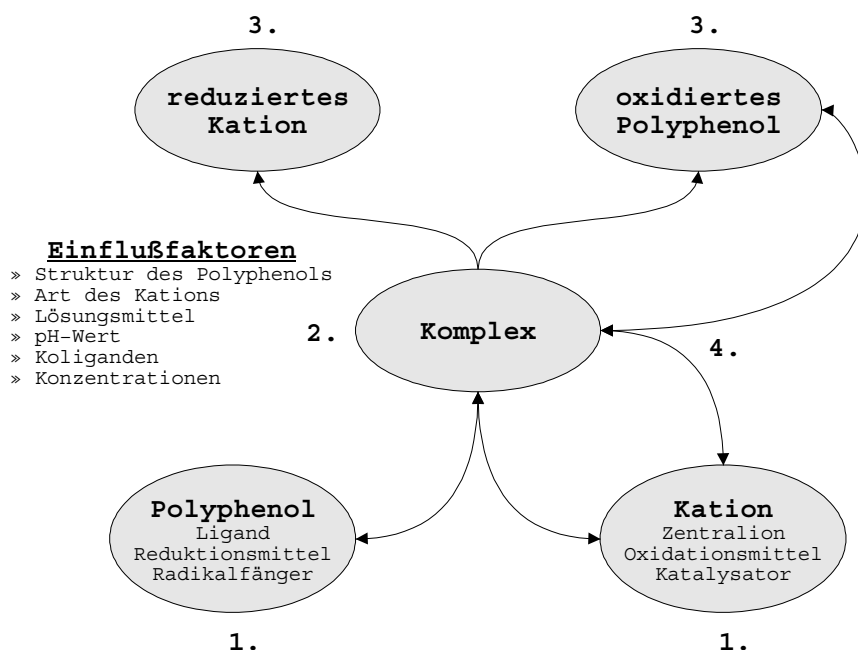 3.
3.
reduziertes
Kation
oxidiertes
Polyphenol
Einflußfaktoren
» Struktur des Polyphenols
» Art des Kations
» Lösungsmittel
» pH-Wert
» Koliganden
» Konzentrationen
2.
Komplex
4.
Polyphenol
Ligand
Reduktionsmittel
Radikalfänger
Kation
Zentralion
Oxidationsmittel
Katalysator
1.
1.